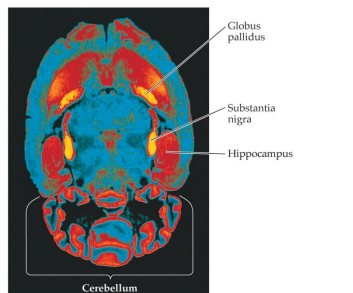 Globus
pallidus
Substantia
nigra
Hippocampus
Cerebellum